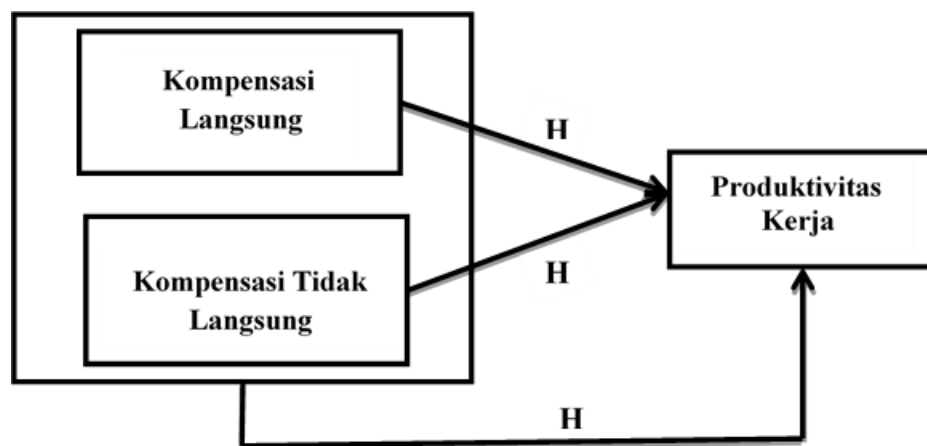 Kompensasi
Langsung
H
Produktivitas
Kerja
Kompensasi Tidak
Langsung
H
H